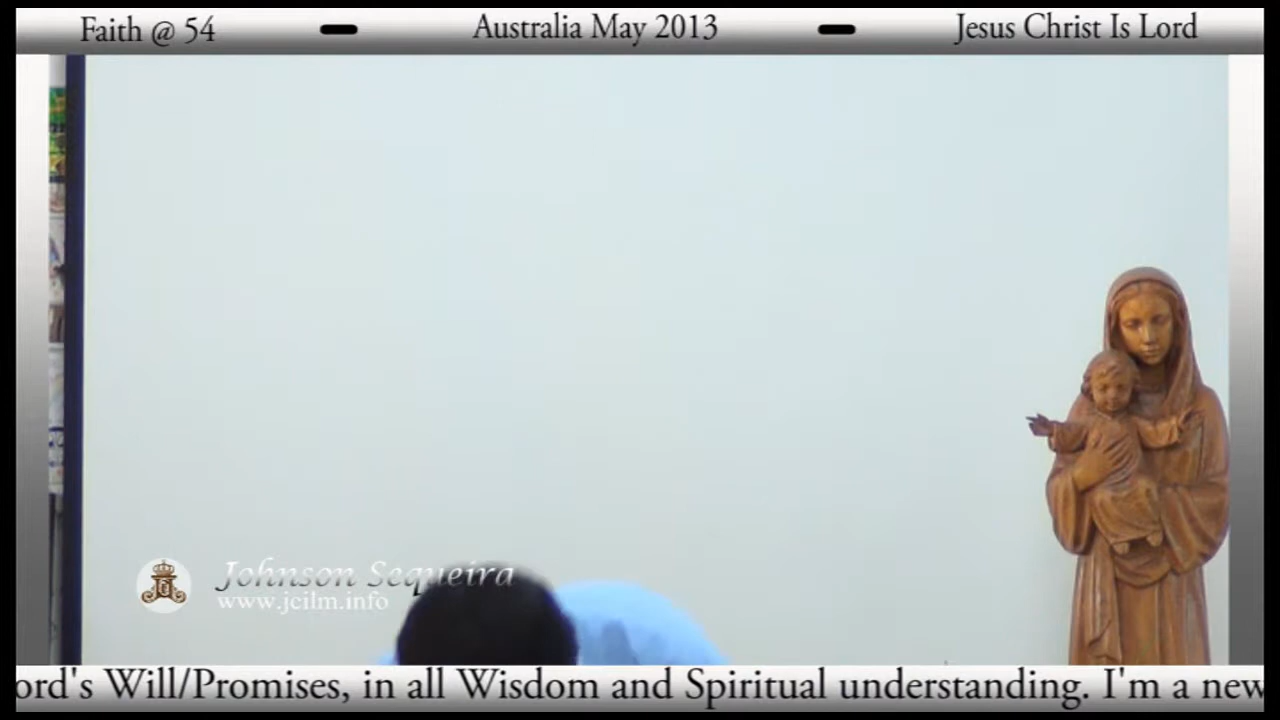 Faith @ 54 – Australia May 2013 – Jesus Christ Is Lord
Johnson Sequeira
www.jcilm.info
ord's Will/Promises, in all Wisdom and Spiritual understanding. I'm a new